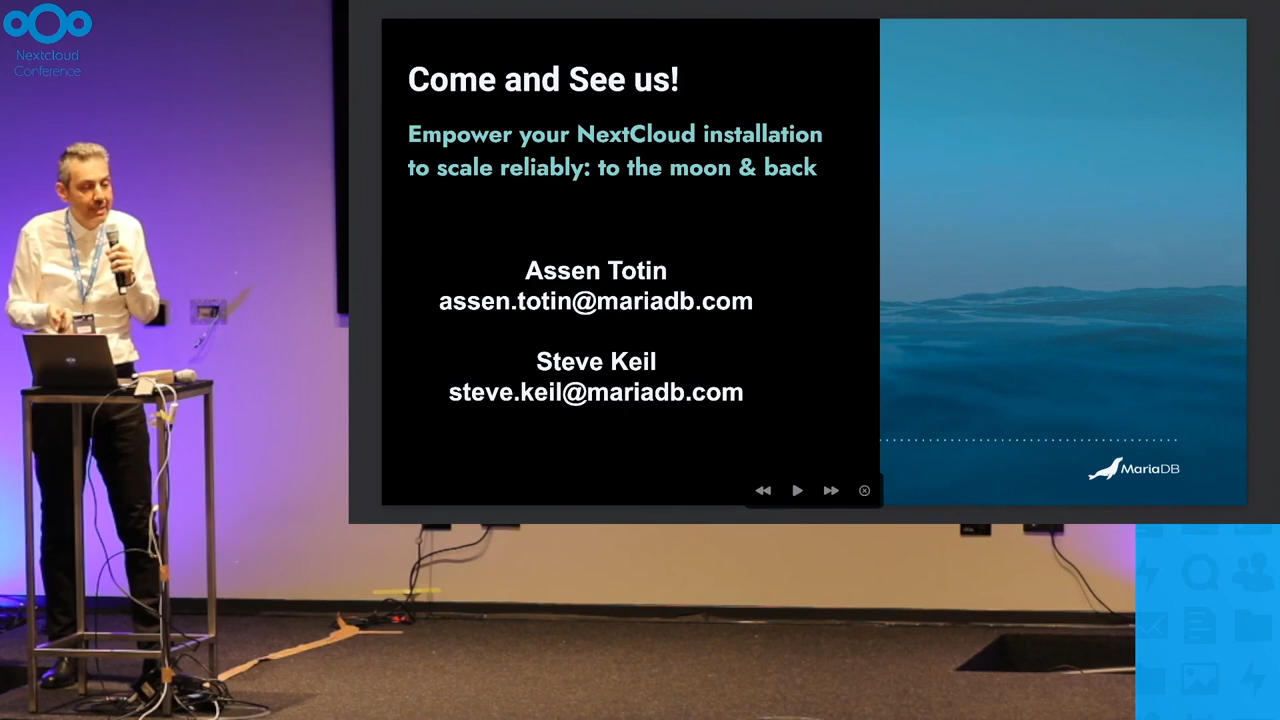 Nextcloud
Conference
Come and See us!
Empower your NextCloud installation
to scale reliably: to the moon & back
Assen Totin
assen.totin@mariadb.com
Steve Keil
steve.keil@mariadb.com
MariaDB